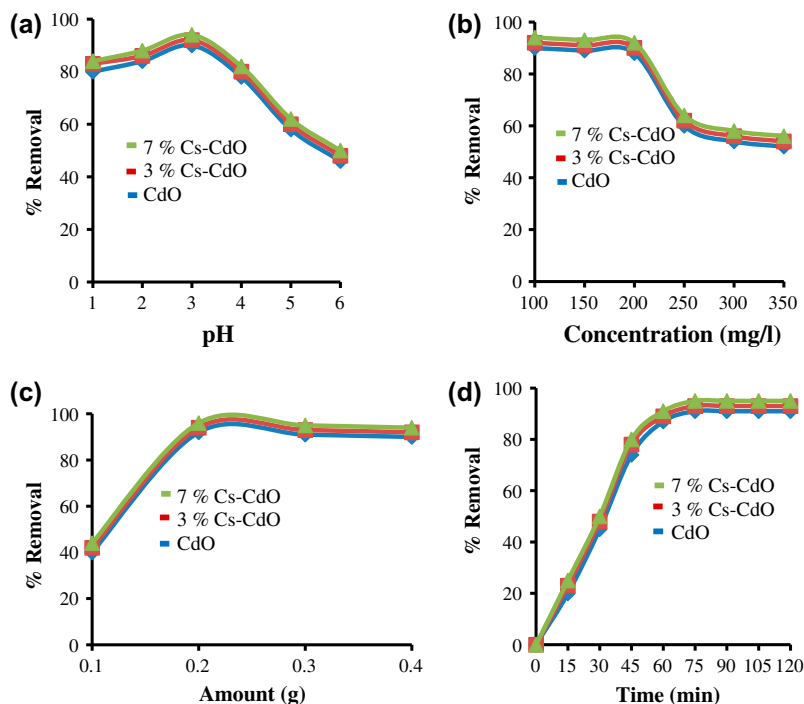 (a)
100
80
60
40
20
0
% Removal
7 % Cs-CdO
3 % Cs-CdO
CdO
1 2 3 4 5 6
pH
(b)
100
80
60
40
20
0
% Removal
7 % Cs-CdO
3 % Cs-CdO
CdO
100 150 200 250 300 350
Concentration (mg/l)
(c)
100
80
60
40
20
0
% Removal
7 % Cs-CdO
3 % Cs-CdO
CdO
0.1 0.2 0.3 0.4
Amount (g)
(d)
100
80
60
40
20
0
% Removal
7 % Cs-CdO
3 % Cs-CdO
CdO
0 15 30 45 60 75 90 105 120
Time (min)